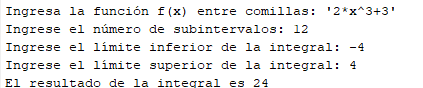 Ingresa la función f(x) entre comillas: '2*x^3+3'
Ingrese el número de subintervalos: 12
Ingrese el límite inferior de la integral: -4
Ingrese el límite superior de la integral: 4
El resultado de la integral es 24